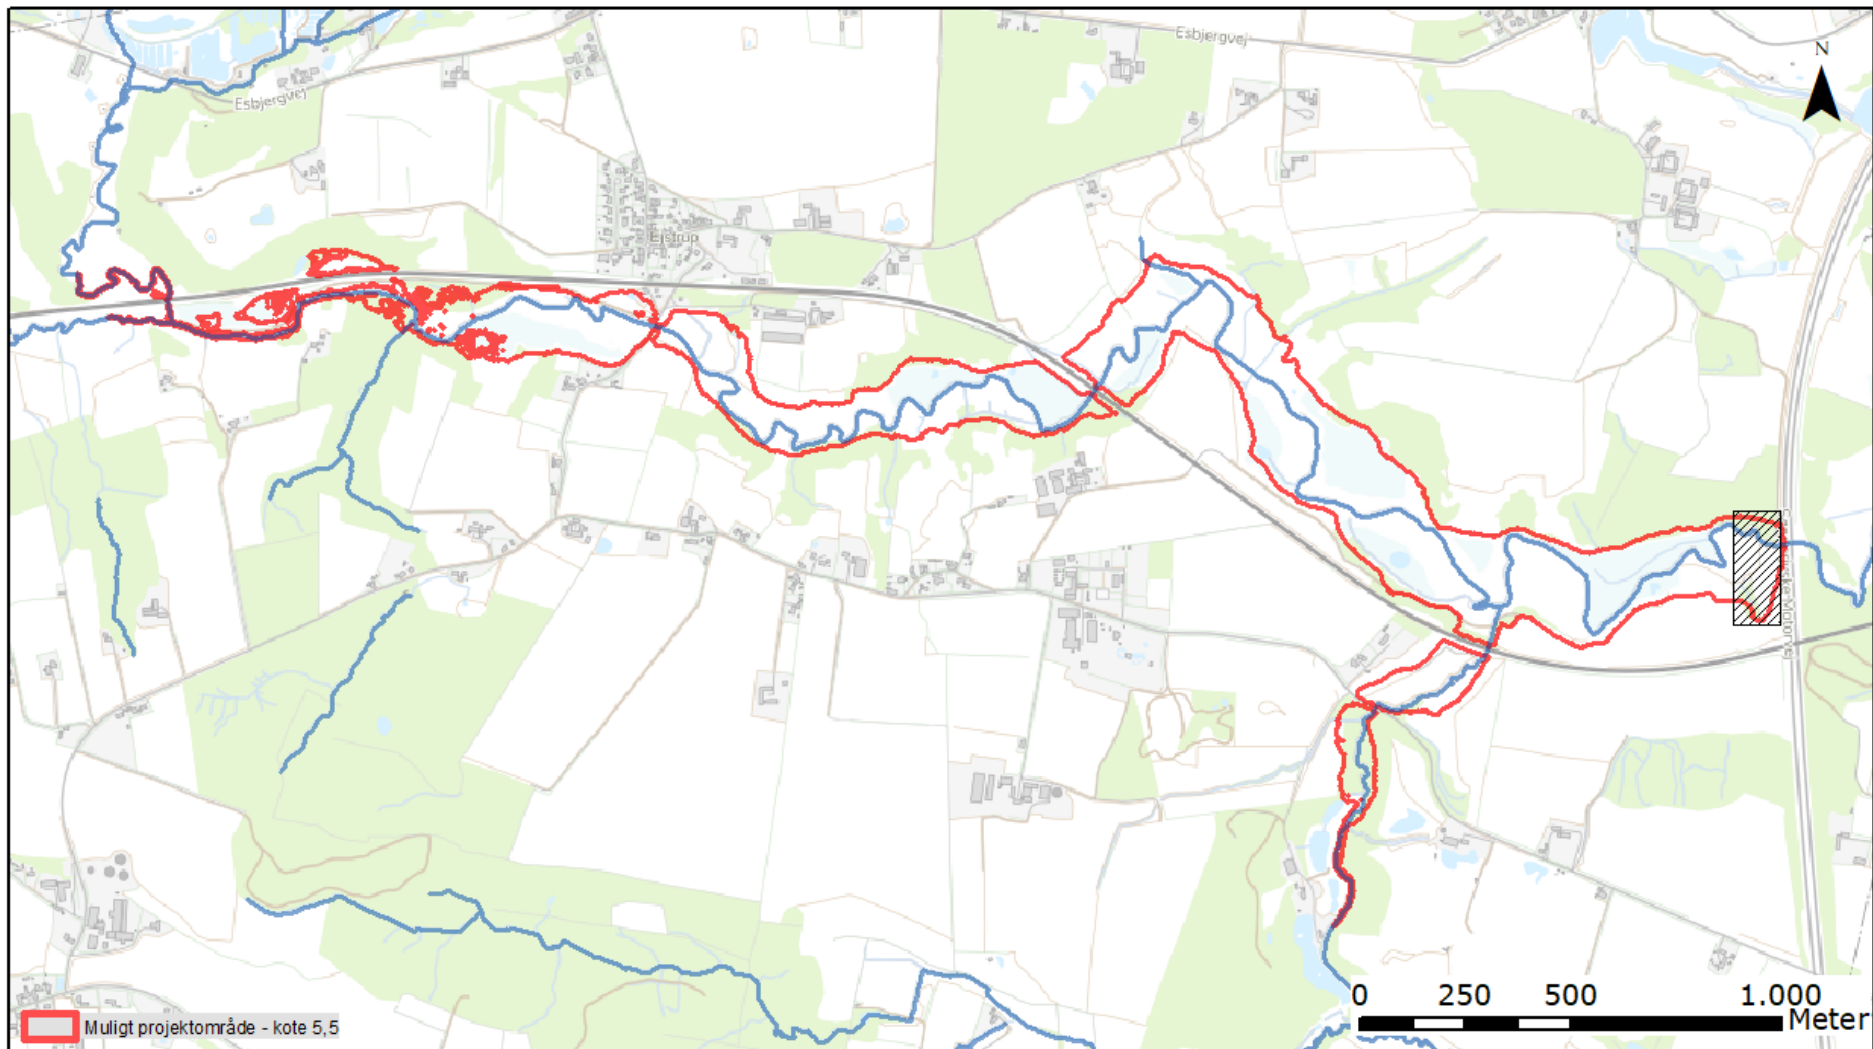 Esbjergvej
N
Esbjergvej
Ejstrup
0 250 500 1.000
Meter
Muligt projektområde - kote 5,5